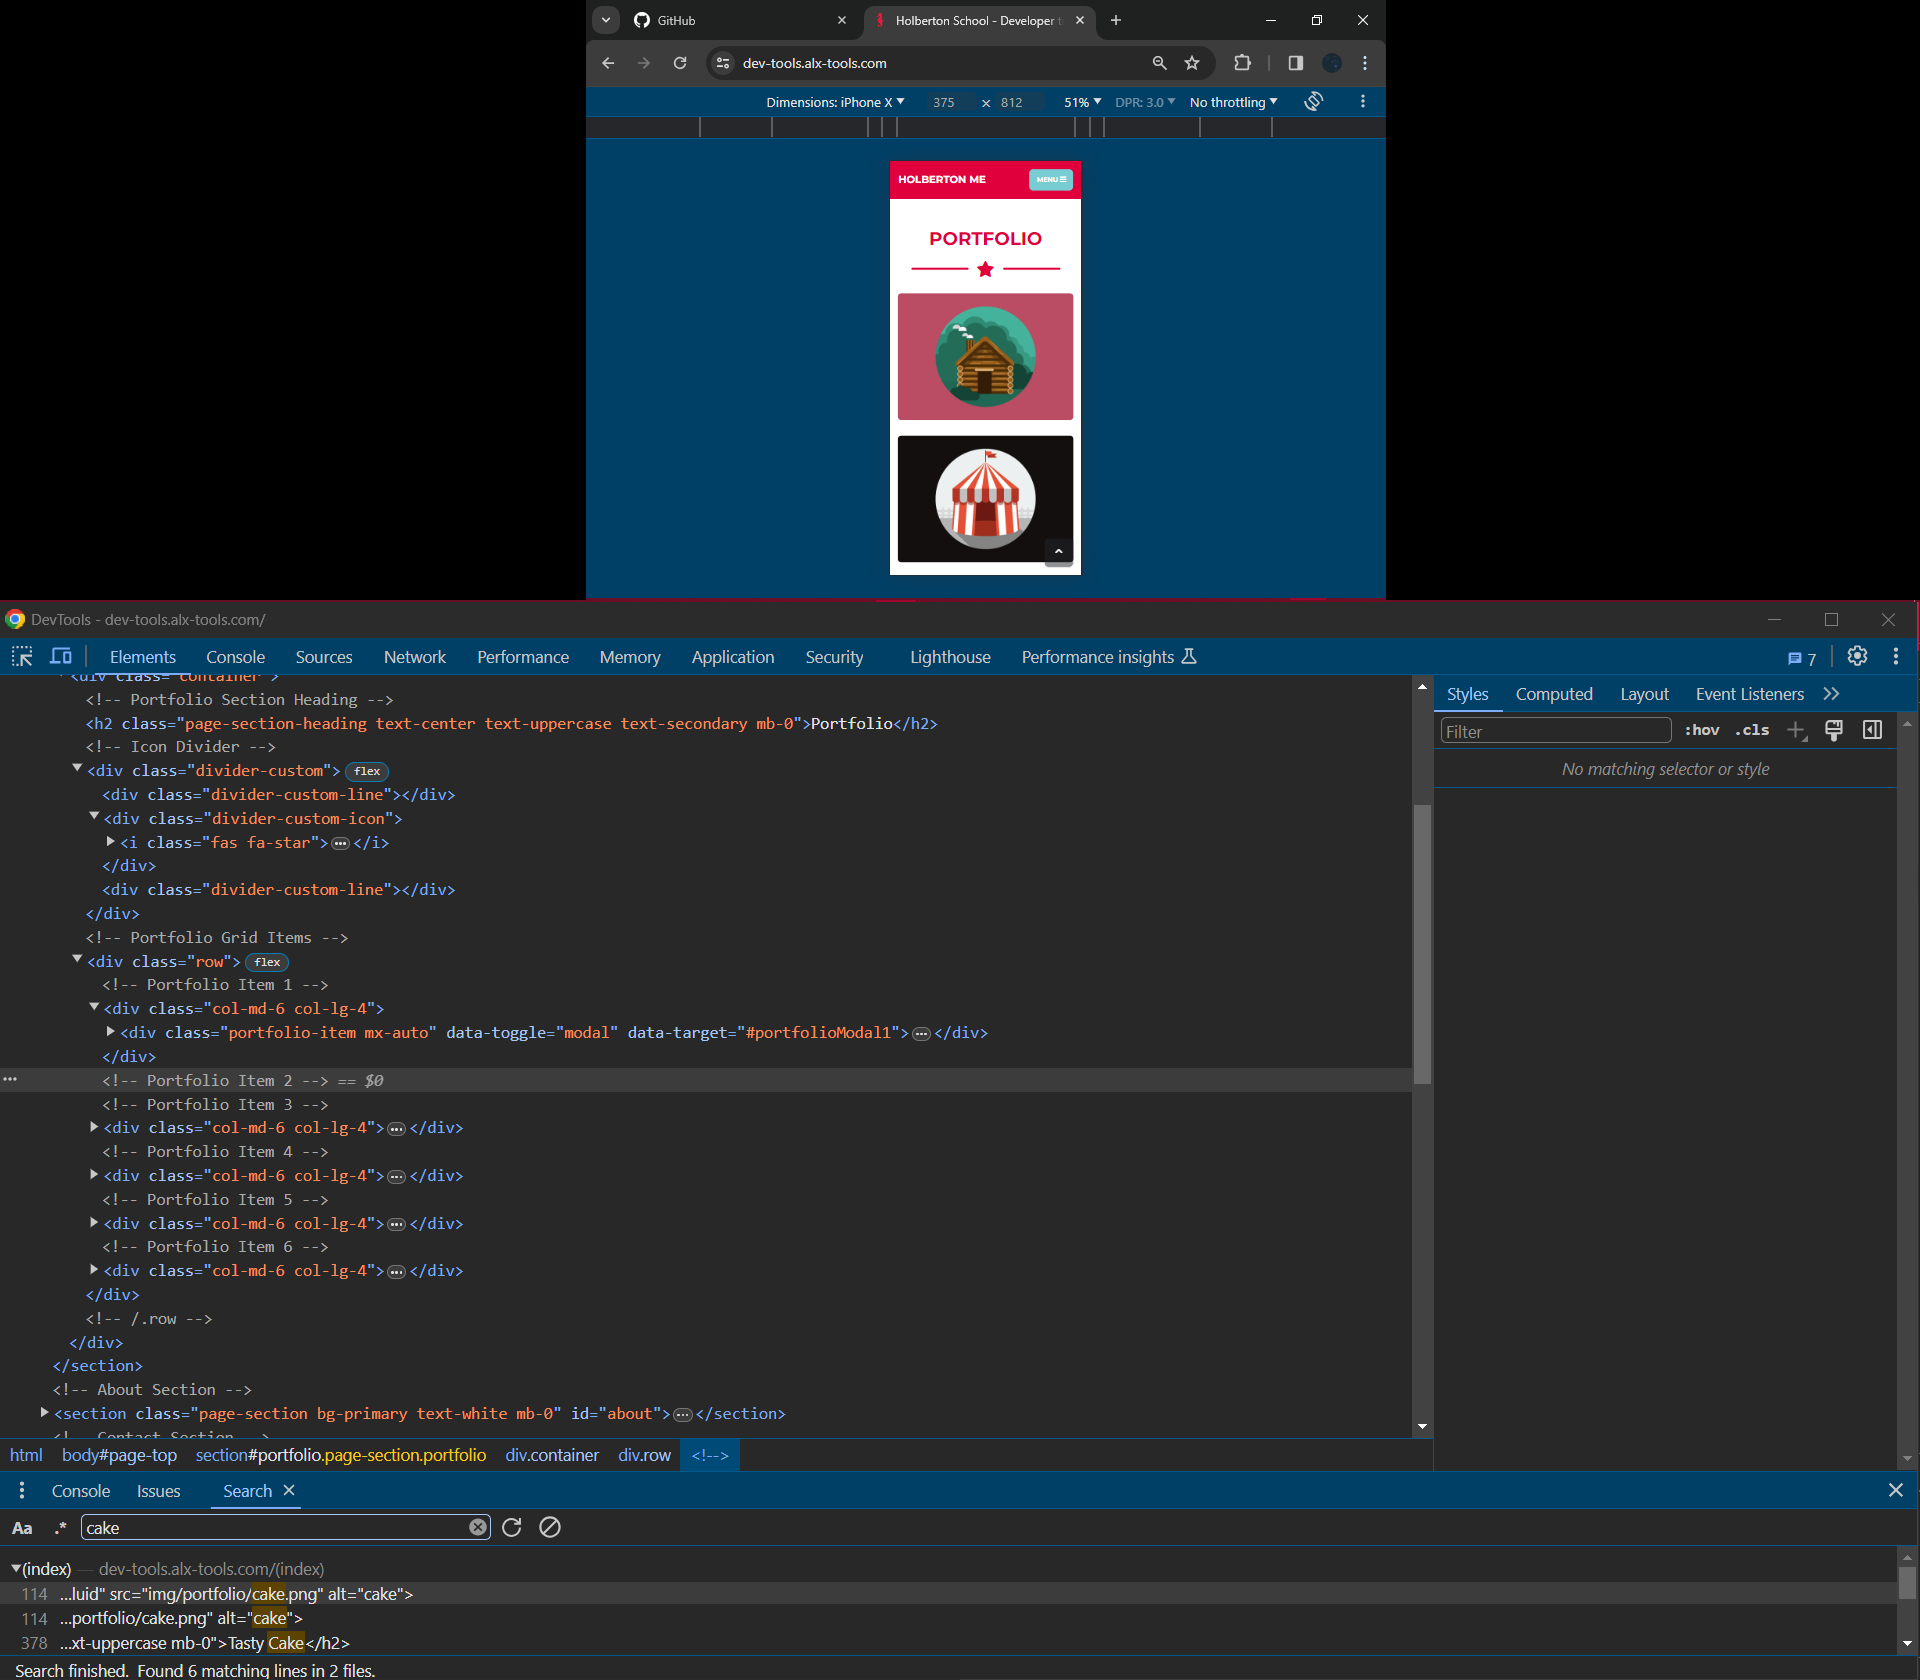 GitHub
Holberton School - Developer t
dev-tools.alx-tools.com
Dimensions: iPhone X 375 × 812 51% DPR: 3.0 No throttling
HOLBERTON ME
MENU
PORTFOLIO
DevTools - dev-tools.alx-tools.com/
Elements Console Sources Network Performance Memory Application Security Lighthouse Performance insights 7
<div class="container">
<!-- Portfolio Section Heading -->
<h2 class="page-section-heading text-center text-uppercase text-secondary mb-0">Portfolio</h2>
<!-- Icon Divider -->
<div class="divider-custom"> flex
<div class="divider-custom-line"></div>
<div class="divider-custom-icon">
<i class="fas fa-star">…</i>
</div>
<div class="divider-custom-line"></div>
</div>
<!-- Portfolio Grid Items -->
<div class="row"> flex
<!-- Portfolio Item 1 -->
<div class="col-md-6 col-lg-4">
<div class="portfolio-item mx-auto" data-toggle="modal" data-target="#portfolioModal1">…</div>
</div>
<!-- Portfolio Item 2 --> == $0
<!-- Portfolio Item 3 -->
<div class="col-md-6 col-lg-4">…</div>
<!-- Portfolio Item 4 -->
<div class="col-md-6 col-lg-4">…</div>
<!-- Portfolio Item 5 -->
<div class="col-md-6 col-lg-4">…</div>
<!-- Portfolio Item 6 -->
<div class="col-md-6 col-lg-4">…</div>
</div>
<!-- /.row -->
</div>
</section>
<!-- About Section -->
<section class="page-section bg-primary text-white mb-0" id="about">…</section>
<!-- Contact Section -->
html body#page-top section#portfolio.page-section.portfolio div.container div.row <!-->
Styles Computed Layout Event Listeners
Filter :hov .cls
No matching selector or style
Console Issues Search
Aa .* cake
(index) — dev-tools.alx-tools.com/(index)
114 ...luid" src="img/portfolio/cake.png" alt="cake">
114 ...portfolio/cake.png" alt="cake">
378 ...xt-uppercase mb-0">Tasty Cake</h2>
Search finished. Found 6 matching lines in 2 files.